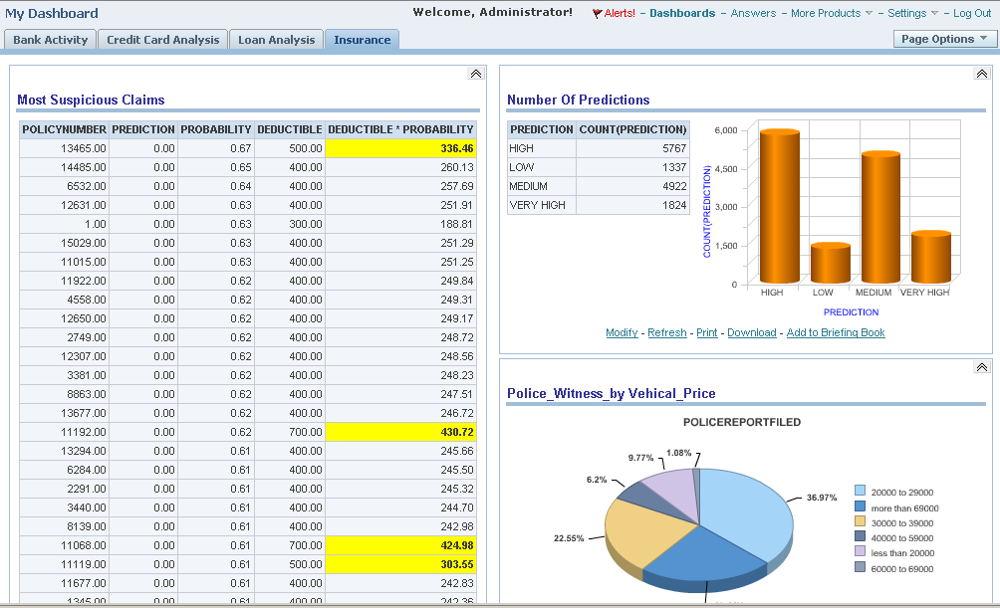 My Dashboard
Welcome, Administrator!
Alerts! - Dashboards - Answers - More Products - Settings - Log Out
Bank Activity
Credit Card Analysis
Loan Analysis
Insurance
Page Options
Most Suspicious Claims
POLICYNUMBER PREDICTION PROBABILITY DEDUCTIBLE DEDUCTIBLE * PROBABILITY
13465.00 0.00 0.67 500.00 336.46
14485.00 0.00 0.65 400.00 260.13
6532.00 0.00 0.64 400.00 257.69
12631.00 0.00 0.63 400.00 251.91
1.00 0.00 0.63 300.00 188.81
15029.00 0.00 0.63 400.00 251.29
11015.00 0.00 0.63 400.00 251.25
11922.00 0.00 0.62 400.00 249.84
4558.00 0.00 0.62 400.00 249.31
12650.00 0.00 0.62 400.00 249.17
2749.00 0.00 0.62 400.00 248.72
12307.00 0.00 0.62 400.00 248.56
3381.00 0.00 0.62 400.00 248.23
8863.00 0.00 0.62 400.00 247.51
13677.00 0.00 0.62 400.00 246.72
11192.00 0.00 0.62 700.00 430.72
13294.00 0.00 0.61 400.00 245.66
6284.00 0.00 0.61 400.00 245.50
2291.00 0.00 0.61 400.00 245.32
3440.00 0.00 0.61 400.00 244.70
8139.00 0.00 0.61 400.00 242.98
11068.00 0.00 0.61 700.00 424.98
11119.00 0.00 0.61 500.00 303.55
11677.00 0.00 0.61 400.00 242.83
1345.00 0.00 0.61 400.00 242.36
Number Of Predictions
PREDICTION COUNT(PREDICTION)
HIGH 5767
LOW 1337
MEDIUM 4922
VERY HIGH 1824
COUNT(PREDICTION)
6,000
4,500
3,000
1,500
0
HIGH LOW MEDIUM VERY HIGH
PREDICTION
Modify - Refresh - Print - Download - Add to Briefing Book
Police_Witness_by Vehical_Price
POLICEREPORTFILED
1.08%
9.77%
6.2%
36.97%
22.55%
20000 to 29000
more than 69000
30000 to 39000
40000 to 59000
less than 20000
60000 to 69000